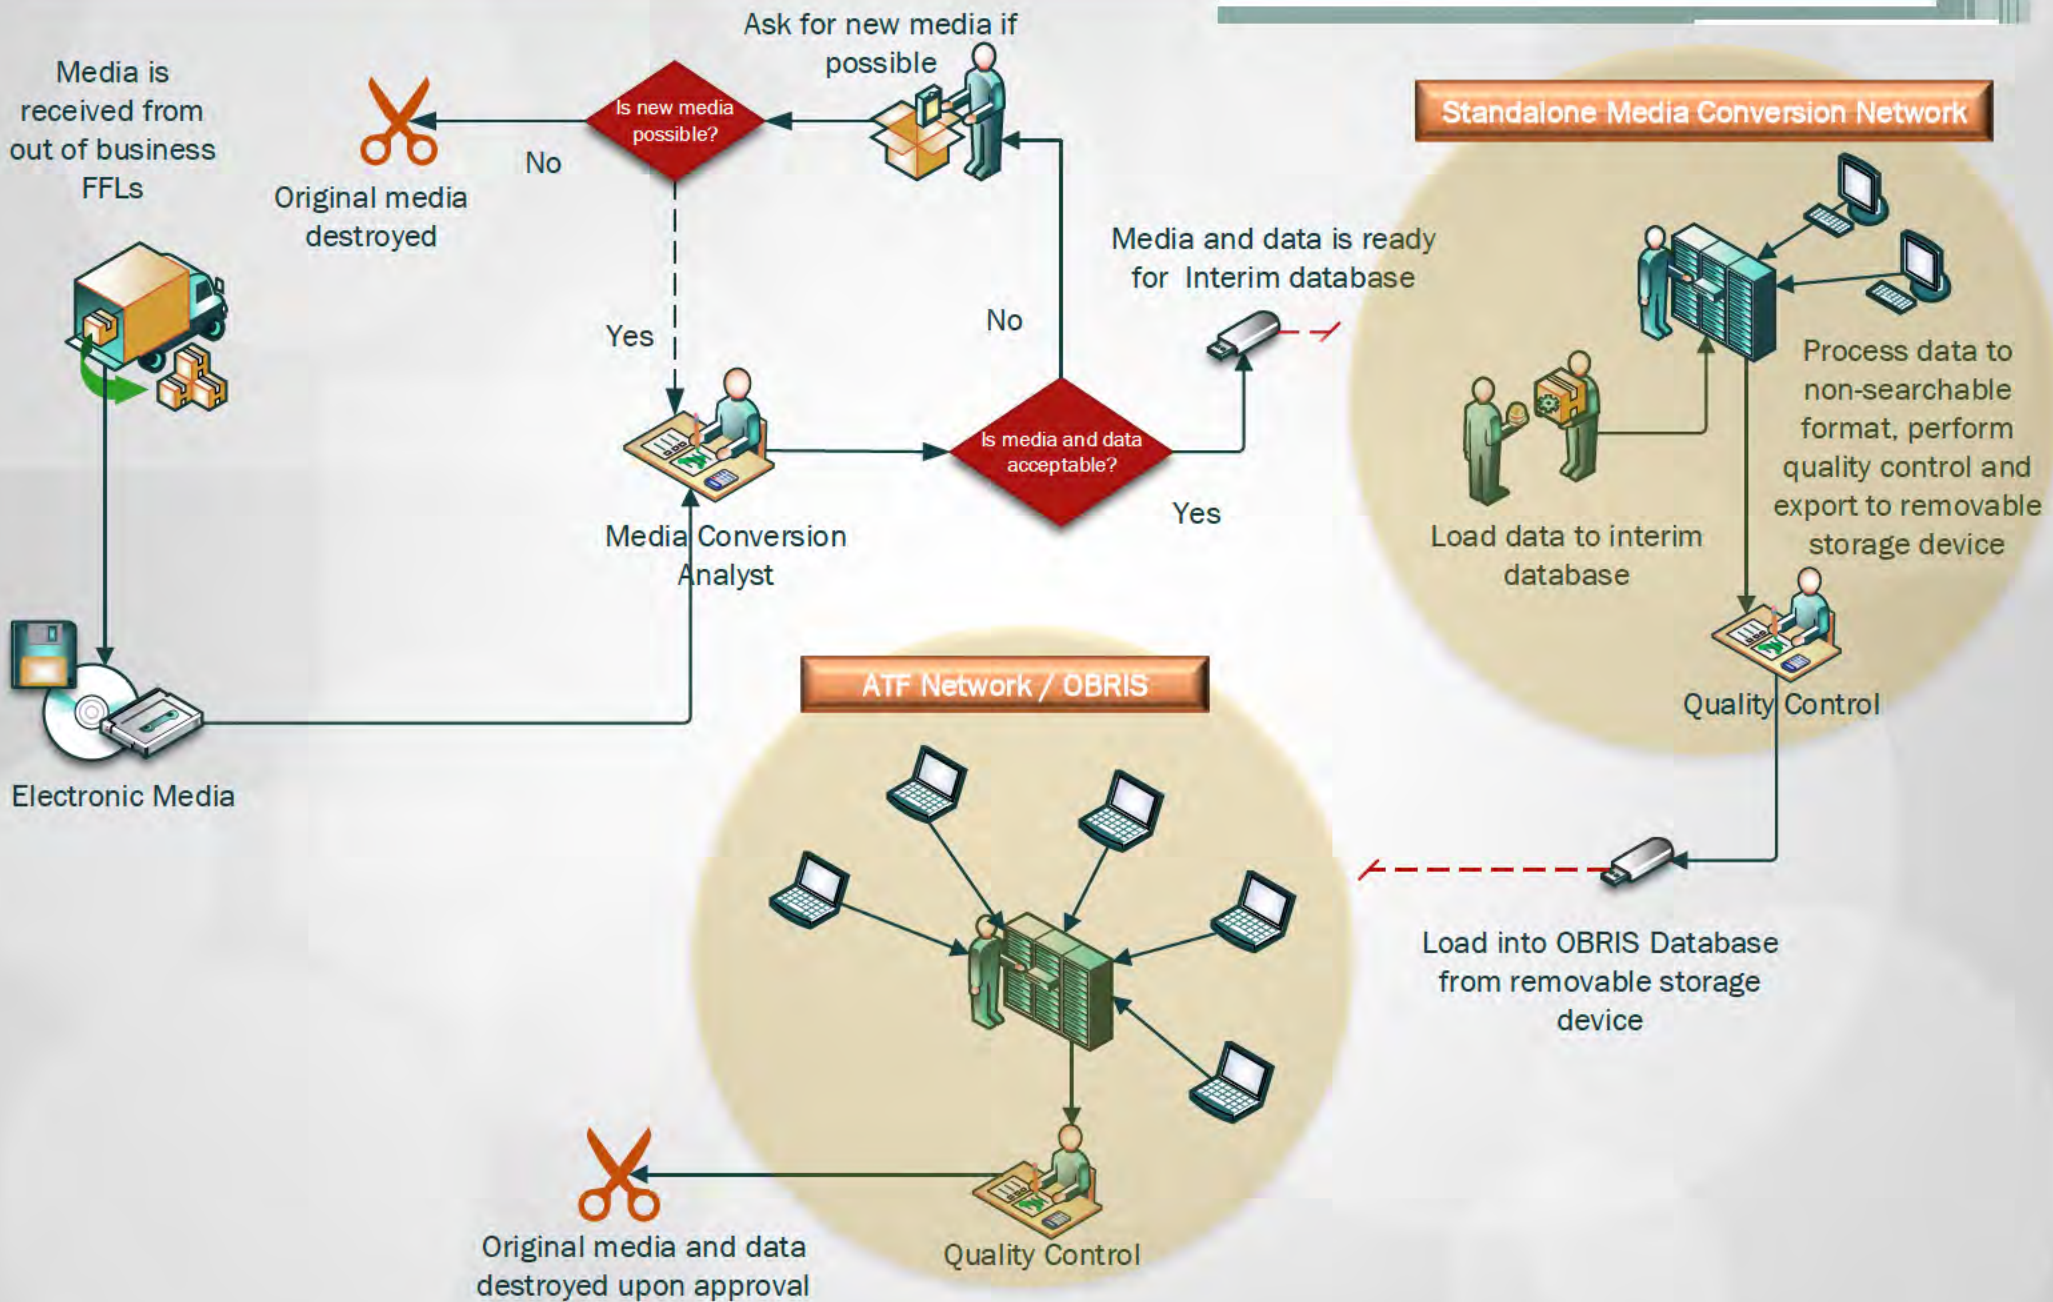 Media is
received from
out of business
FFLs
Original media
destroyed
No
Is new media
possible?
Ask for new media if
possible
Yes
No
Media and data is ready
for Interim database
Is media and data
acceptable?
Yes
Media Conversion
Analyst
Electronic Media
Standalone Media Conversion Network
Process data to
non-searchable
format, perform
quality control and
export to removable
storage device
Load data to interim
database
Quality Control
Load into OBRIS Database
from removable storage
device
ATF Network / OBRIS
Quality Control
Original media and data
destroyed upon approval